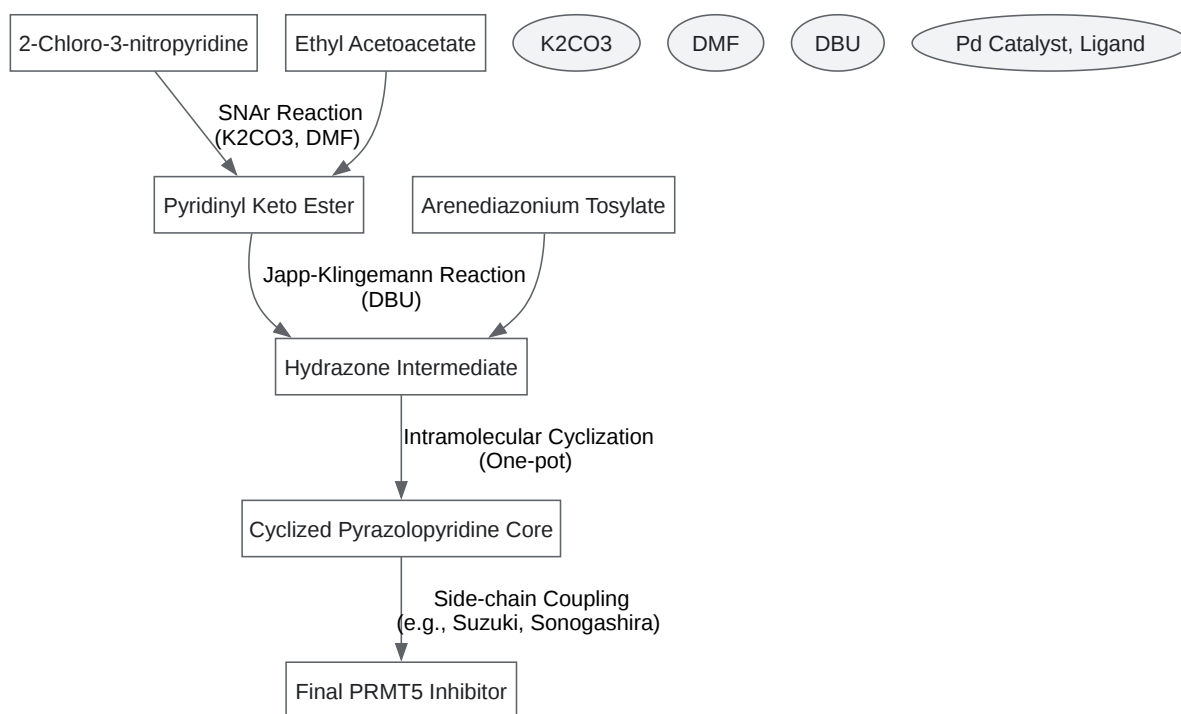 2-Chloro-3-nitropyridine
Ethyl Acetoacetate
K2CO3
DMF
DBU
Pd Catalyst, Ligand
SNAr Reaction
(K2CO3, DMF)
Pyridinyl Keto Ester
Arenediazonium Tosylate
Japp-Klingemann Reaction
(DBU)
Hydrazone Intermediate
Intramolecular Cyclization
(One-pot)
Cyclized Pyrazolopyridine Core
Side-chain Coupling
(e.g., Suzuki, Sonogashira)
Final PRMT5 Inhibitor